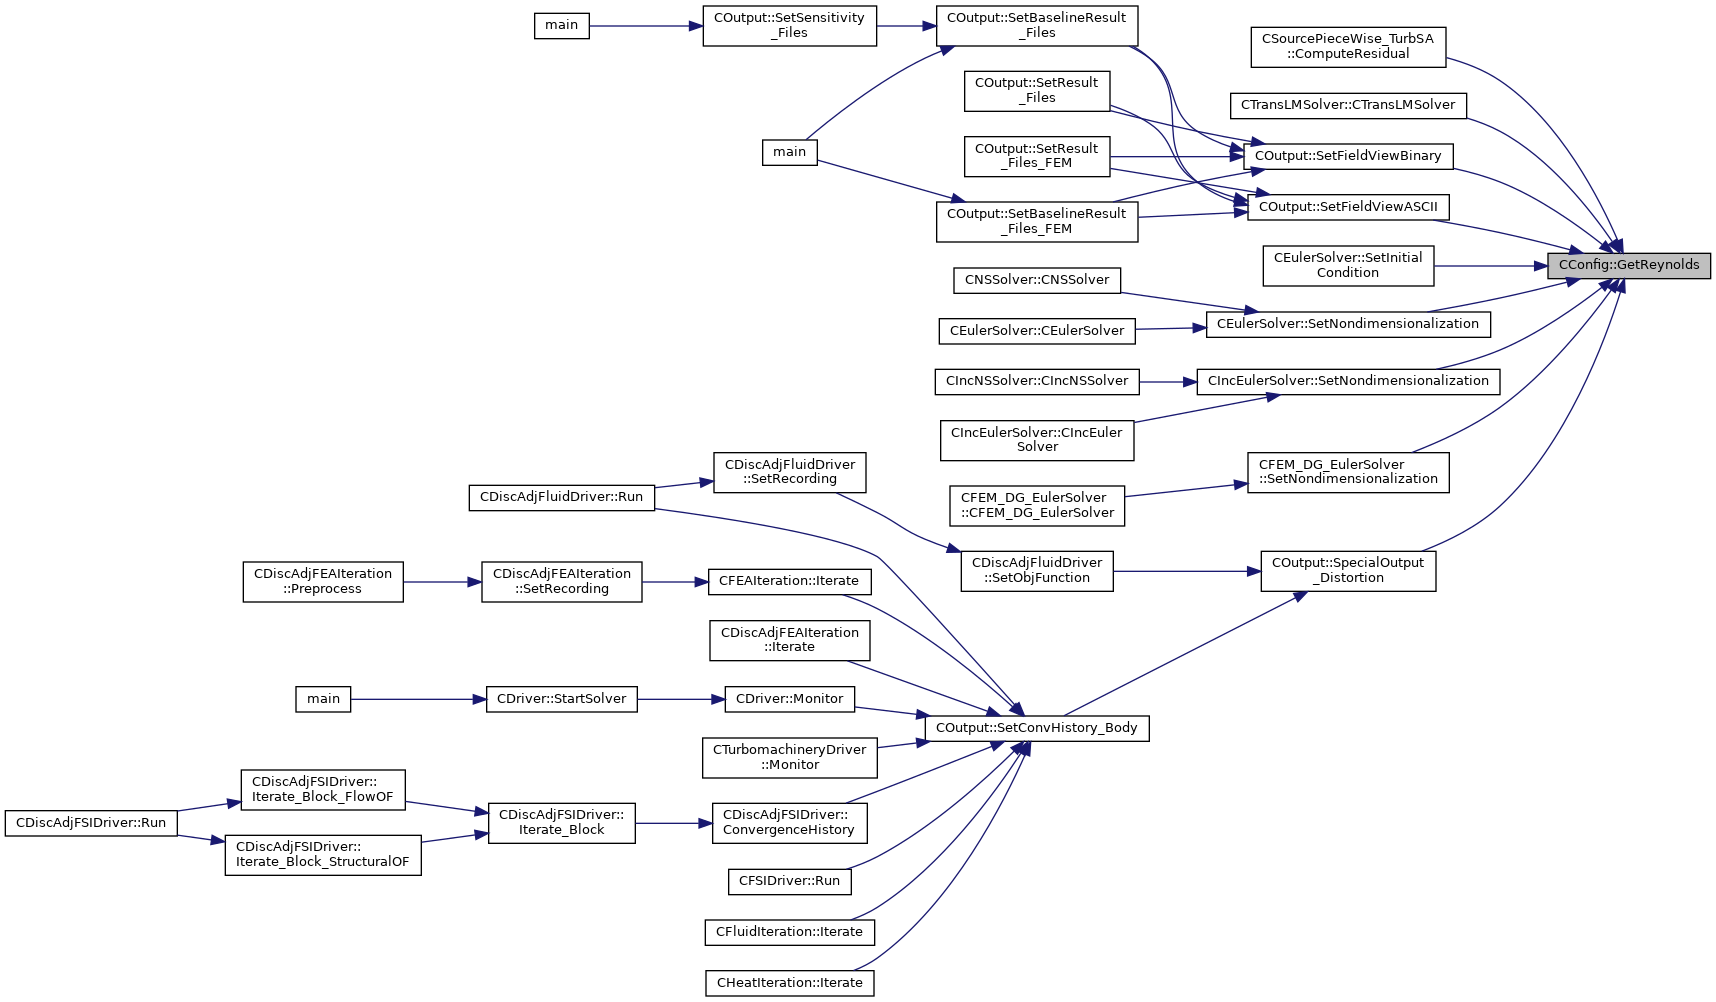 main
COutput::SetSensitivity
_Files
COutput::SetBaselineResult
_Files
CSourcePieceWise_TurbSA
::ComputeResidual
COutput::SetResult
_Files
CTransLMSolver::CTransLMSolver
main
COutput::SetResult
_Files_FEM
COutput::SetFieldViewBinary
COutput::SetBaselineResult
_Files_FEM
COutput::SetFieldViewASCII
CEulerSolver::SetInitial
Condition
CConfig::GetReynolds
CNSSolver::CNSSolver
CEulerSolver::CEulerSolver
CEulerSolver::SetNondimensionalization
CIncNSSolver::CIncNSSolver
CIncEulerSolver::SetNondimensionalization
CIncEulerSolver::CIncEuler
Solver
CDiscAdjFluidDriver
::SetRecording
CFEM_DG_EulerSolver
::SetNondimensionalization
CDiscAdjFluidDriver::Run
CFEM_DG_EulerSolver
::CFEM_DG_EulerSolver
CDiscAdjFEAIteration
::Preprocess
CDiscAdjFEAIteration
::SetRecording
CFEAIteration::Iterate
CDiscAdjFluidDriver
::SetObjFunction
COutput::SpecialOutput
_Distortion
CDiscAdjFEAIteration
::Iterate
main
CDriver::StartSolver
CDriver::Monitor
COutput::SetConvHistory_Body
CTurbomachineryDriver
::Monitor
CDiscAdjFSIDriver::
Iterate_Block_FlowOF
CDiscAdjFSIDriver::Run
CDiscAdjFSIDriver::
Iterate_Block
CDiscAdjFSIDriver::
ConvergenceHistory
CDiscAdjFSIDriver::
Iterate_Block_StructuralOF
CFSIDriver::Run
CFluidIteration::Iterate
CHeatIteration::Iterate